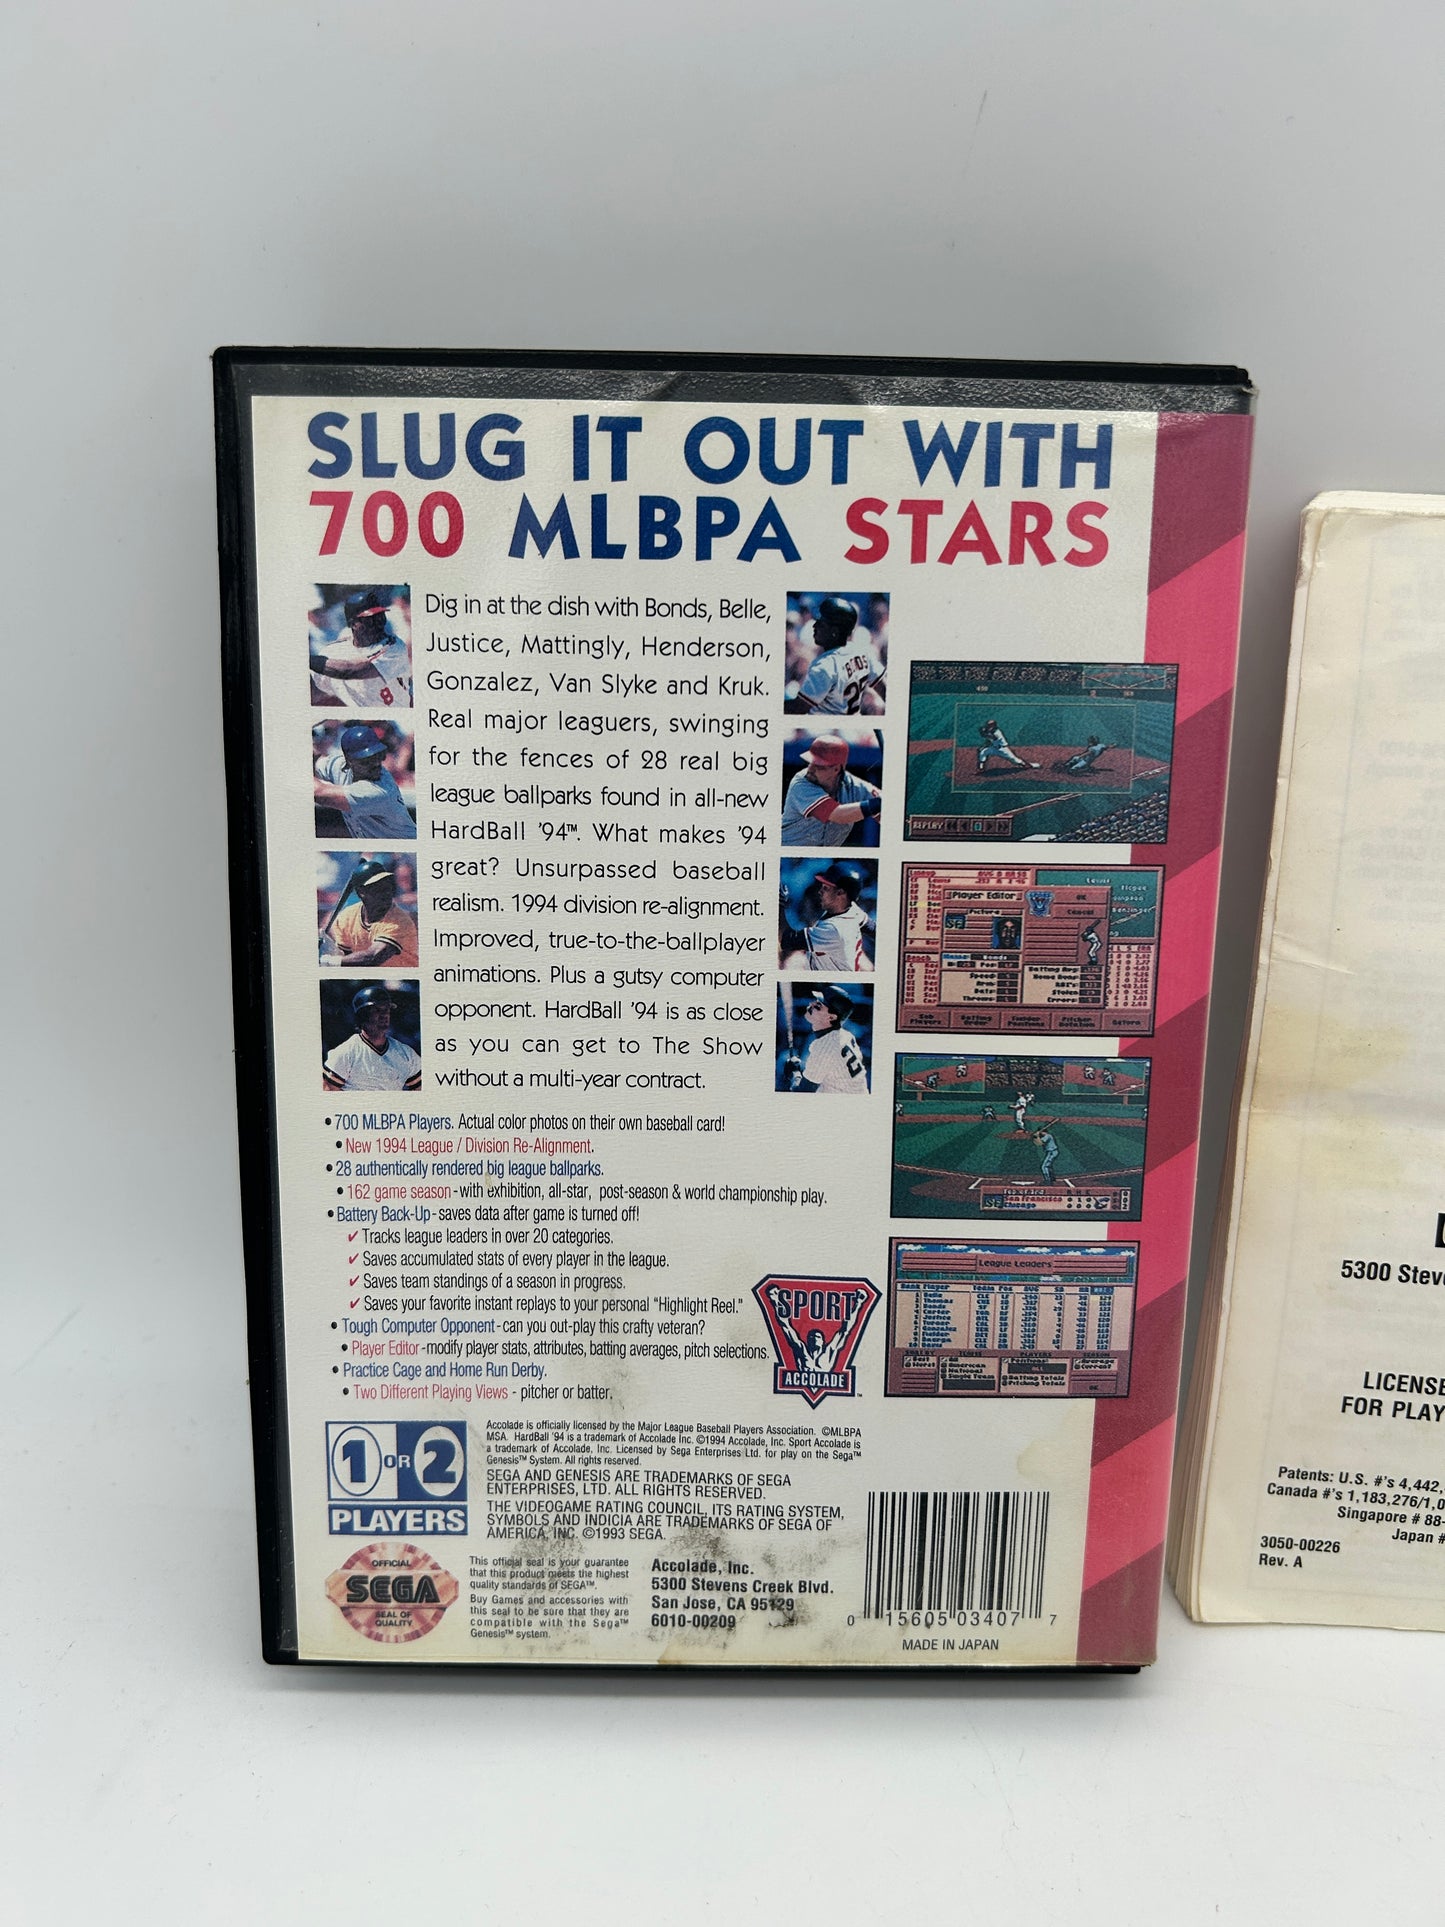 SLUG IT OUT WITH
700 MLBPA STARS
Dig in at the dish with Bonds, Belle,
Justice, Mattingly, Henderson,
Gonzalez, Van Slyke and Kruk.
Real major leaguers, swinging
for the fences of 28 real big
league ballparks found in all-new
HardBall '94™. What makes '94
great? Unsurpassed baseball
realism. 1994 division re-alignment.
Improved, true-to-the-ballplayer
animations. Plus a gutsy computer
opponent. HardBall '94 is as close
as you can get to The Show
without a multi-year contract.
• 700 MLBPA Players. Actual color photos on their own baseball card!
• New 1994 League / Division Re-Alignment.
• 28 authentically rendered big league ballparks.
• 162 game season - with exhibition, all-star, post-season & world championship play.
• Battery Back-Up - saves data after game is turned off!
✓ Tracks league leaders in over 20 categories.
✓ Saves accumulated stats of every player in the league.
✓ Saves team standings of a season in progress.
✓ Saves your favorite instant replays to your personal "Highlight Reel."
• Tough Computer Opponent - can you out-play this crafty veteran?
• Player Editor - modify player stats, attributes, batting averages, pitch selections.
• Practice Cage and Home Run Derby.
• Two Different Playing Views - pitcher or batter.
SPORT
ACCOLADE
™
REPLAY
Player Editor
Picture
League Leaders
San Francisco
Chicago
1 OR 2
PLAYERS
Accolade is officially licensed by the Major League Baseball Players Association. ©MLBPA
MSA. HardBall '94 is a trademark of Accolade Inc. ©1994 Accolade, Inc. Sport Accolade is
a trademark of Accolade, Inc. Licensed by Sega Enterprises Ltd. for play on the Sega™
Genesis™ System. All rights reserved.
SEGA AND GENESIS ARE TRADEMARKS OF SEGA
ENTERPRISES, LTD. ALL RIGHTS RESERVED.
THE VIDEOGAME RATING COUNCIL, ITS RATING SYSTEM,
SYMBOLS AND INDICIA ARE TRADEMARKS OF SEGA OF
AMERICA, INC. ©1993 SEGA.
OFFICIAL
SEGA
SEAL OF
QUALITY
This official seal is your guarantee
that this product meets the highest
quality standards of SEGA™.
Buy Games and accessories with
this seal to be sure that they are
compatible with the Sega™
Genesis™ system.
Accolade, Inc.
5300 Stevens Creek Blvd.
San Jose, CA 95129
6010-00209
0 15605 03407 7
MADE IN JAPAN
5300 Steve
LICENSE
FOR PLAY
Patents: U.S. #'s 4,442,
Canada #'s 1,183,276/1,0
Singapore # 88-
Japan #
3050-00226
Rev. A